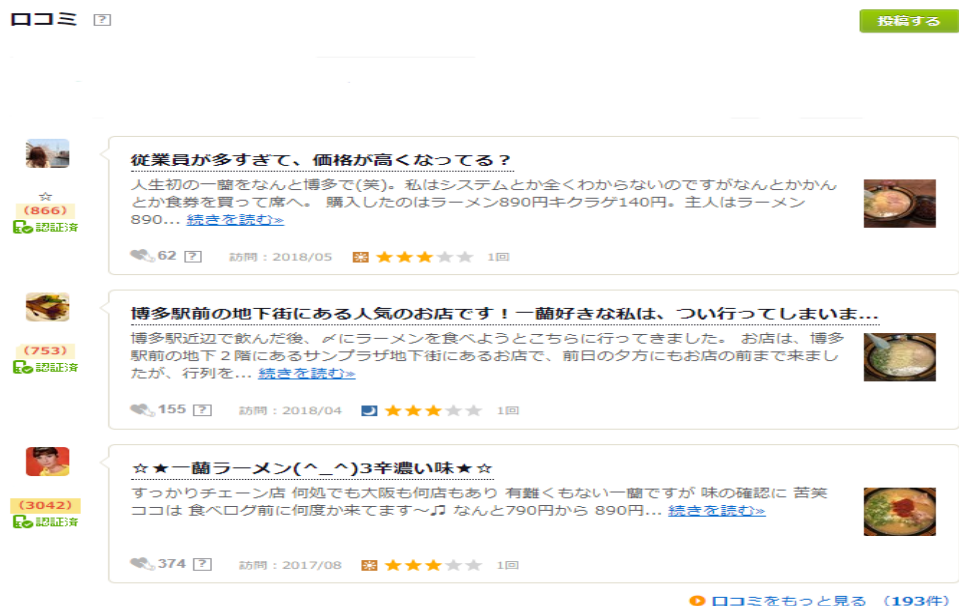 口コミ ?
投稿する
従業員が多すぎて、価格が高くなってる？
人生初の一蘭をなんと博多で(笑)。私はシステムとか全くわからないのですがなんとかかん
とか食券を買って席へ。 購入したのはラーメン890円キクラゲ140円。主人はラーメン
890... 続きを読む»
☆
(866)
認証済
62 ? 訪問：2018/05 ★★★★★ 1回
博多駅前の地下街にある人気のお店です！一蘭好きな私は、つい行ってしまいま...
博多駅近辺で飲んだ後、〆にラーメンを食べようとこちらに行ってきました。 お店は、博多
駅前の地下２階にあるサンプラザ地下街にあるお店で、前日の夕方にもお店の前まで来まし
たが、行列を... 続きを読む»
(753)
認証済
155 ? 訪問：2018/04 ★★★★★ 1回
☆★一蘭ラーメン(^_^)3辛濃い味★☆
すっかりチェーン店 何処でも大阪も何店もあり 有難くもない一蘭ですが 味の確認に 苦笑
ココは 食べログ前に何度か来てます〜♫ なんと790円から 890円... 続きを読む»
(3042)
認証済
374 ? 訪問：2017/08 ★★★★★ 1回
口コミをもっと見る （193件）